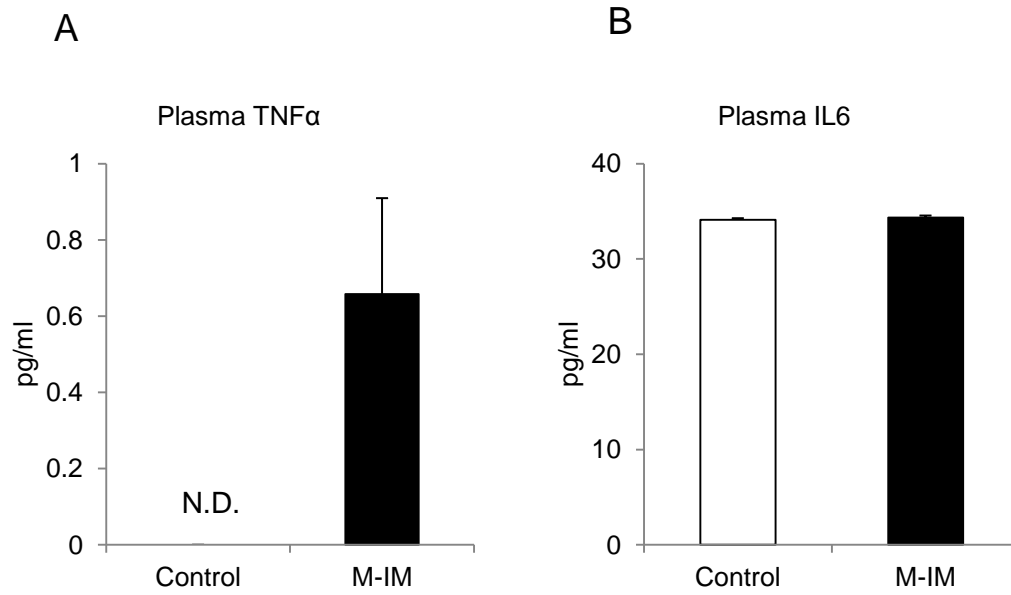 A
Plasma TNFα
pg/ml
1
0.8
0.6
0.4
0.2
0
N.D.
Control M-IM
B
Plasma IL6
pg/ml
40
30
20
10
0
Control M-IM